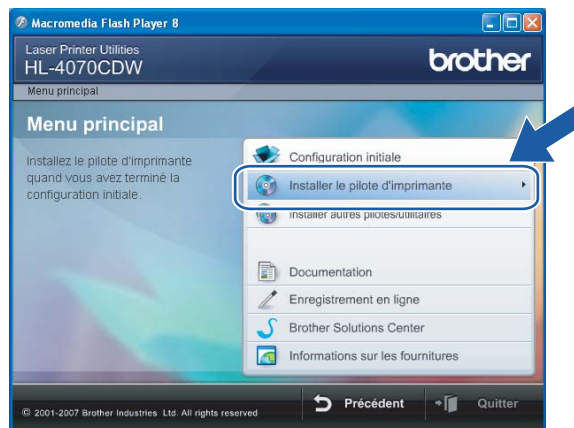 Macromedia Flash Player 8
Laser Printer Utilities
HL-4070CDW
brother
Menu principal
Menu principal
Installez le pilote d'imprimante
quand vous avez terminé la
configuration initiale.
Configuration initiale
Installer le pilote d'imprimante
Installer autres pilotes/utilitaires
Documentation
Enregistrement en ligne
Brother Solutions Center
Informations sur les fournitures
© 2001-2007 Brother Industries Ltd. All rights reserved
Précédent
Quitter